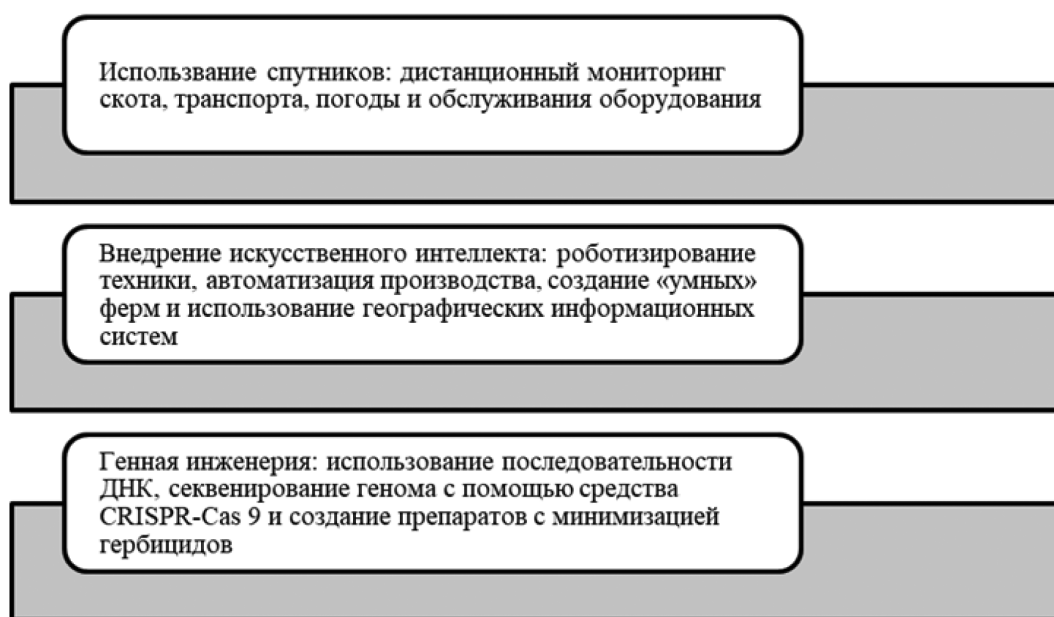 Использвание спутников: дистанционный мониторинг
скота, транспорта, погоды и обслуживания оборудования
Внедрение искусственного интеллекта: роботизирование
техники, автоматизация производства, создание «умных»
ферм и использование географических информационных
систем
Генная инженерия: использование последовательности
ДНК, секвенирование генома с помощью средства
CRISPR-Cas 9 и создание препаратов с минимизацией
гербицидов